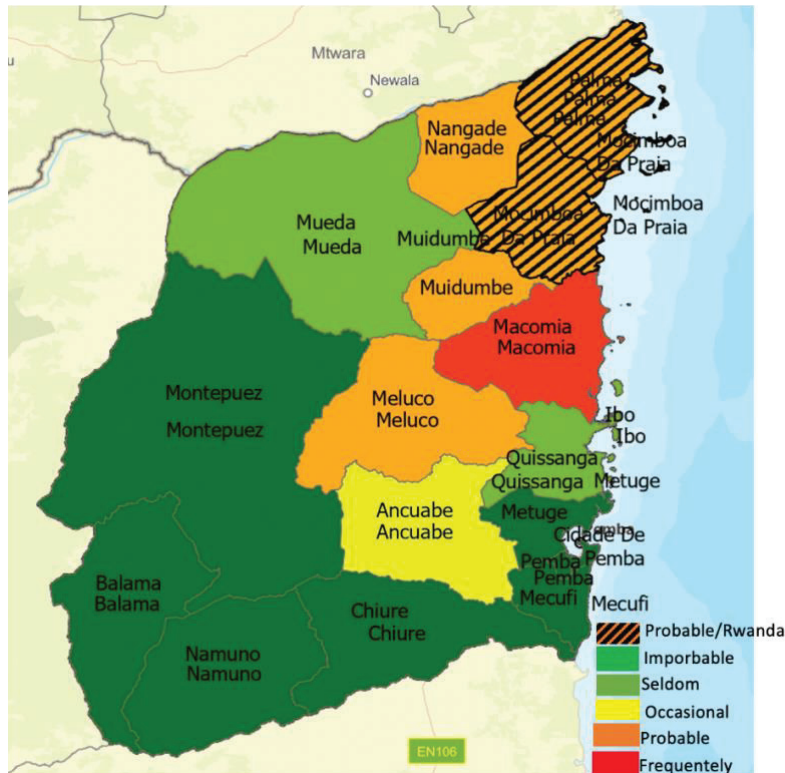 u
Mtwara
Newala
Palma
Palma
Palma
Nangade
Nangade
Mocimboa
Da Praia
Mocimboa
Da Praia
Mocimboa
Da Praia
Mueda
Mueda
Muidumbe
Muidumbe
Macomia
Macomia
Montepuez
Montepuez
Meluco
Meluco
Ibo
Ibo
Quissanga
Quissanga
Metuge
Metuge
Ancuabe
Ancuabe
Cidade De
Pemba
Pemba
Pemba
Mecufi
Mecufi
Balama
Balama
Chiure
Chiure
Namuno
Namuno
EN106
Probable/Rwanda
Imporbable
Seldom
Occasional
Probable
Frequentely